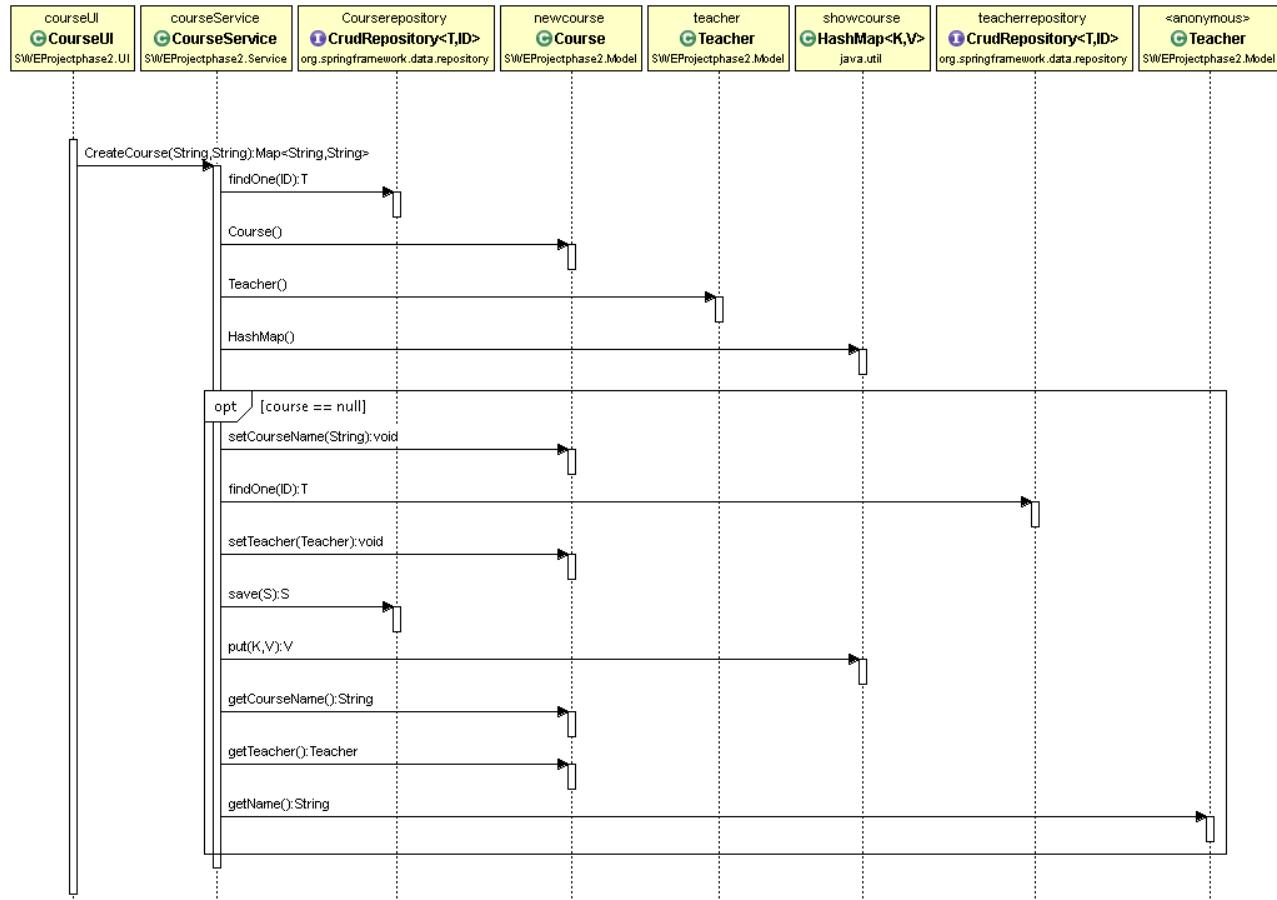 courseUI
CourseUI
SWEProjectphase2.UI
courseService
CourseService
SWEProjectphase2.Service
Courserepository
CrudRepository<T,ID>
org.springframework.data.repository
newcourse
Course
SWEProjectphase2.Model
teacher
Teacher
SWEProjectphase2.Model
showcourse
HashMap<K,V>
java.util
teacherrepository
CrudRepository<T,ID>
org.springframework.data.repository
<anonymous>
Teacher
SWEProjectphase2.Model
CreateCourse(String,String):Map<String,String>
findOne(ID):T
Course()
Teacher()
HashMap()
opt [course == null]
setCourseName(String):void
findOne(ID):T
setTeacher(Teacher):void
save(S):S
put(K,V):V
getCourseName():String
getTeacher():Teacher
getName():String